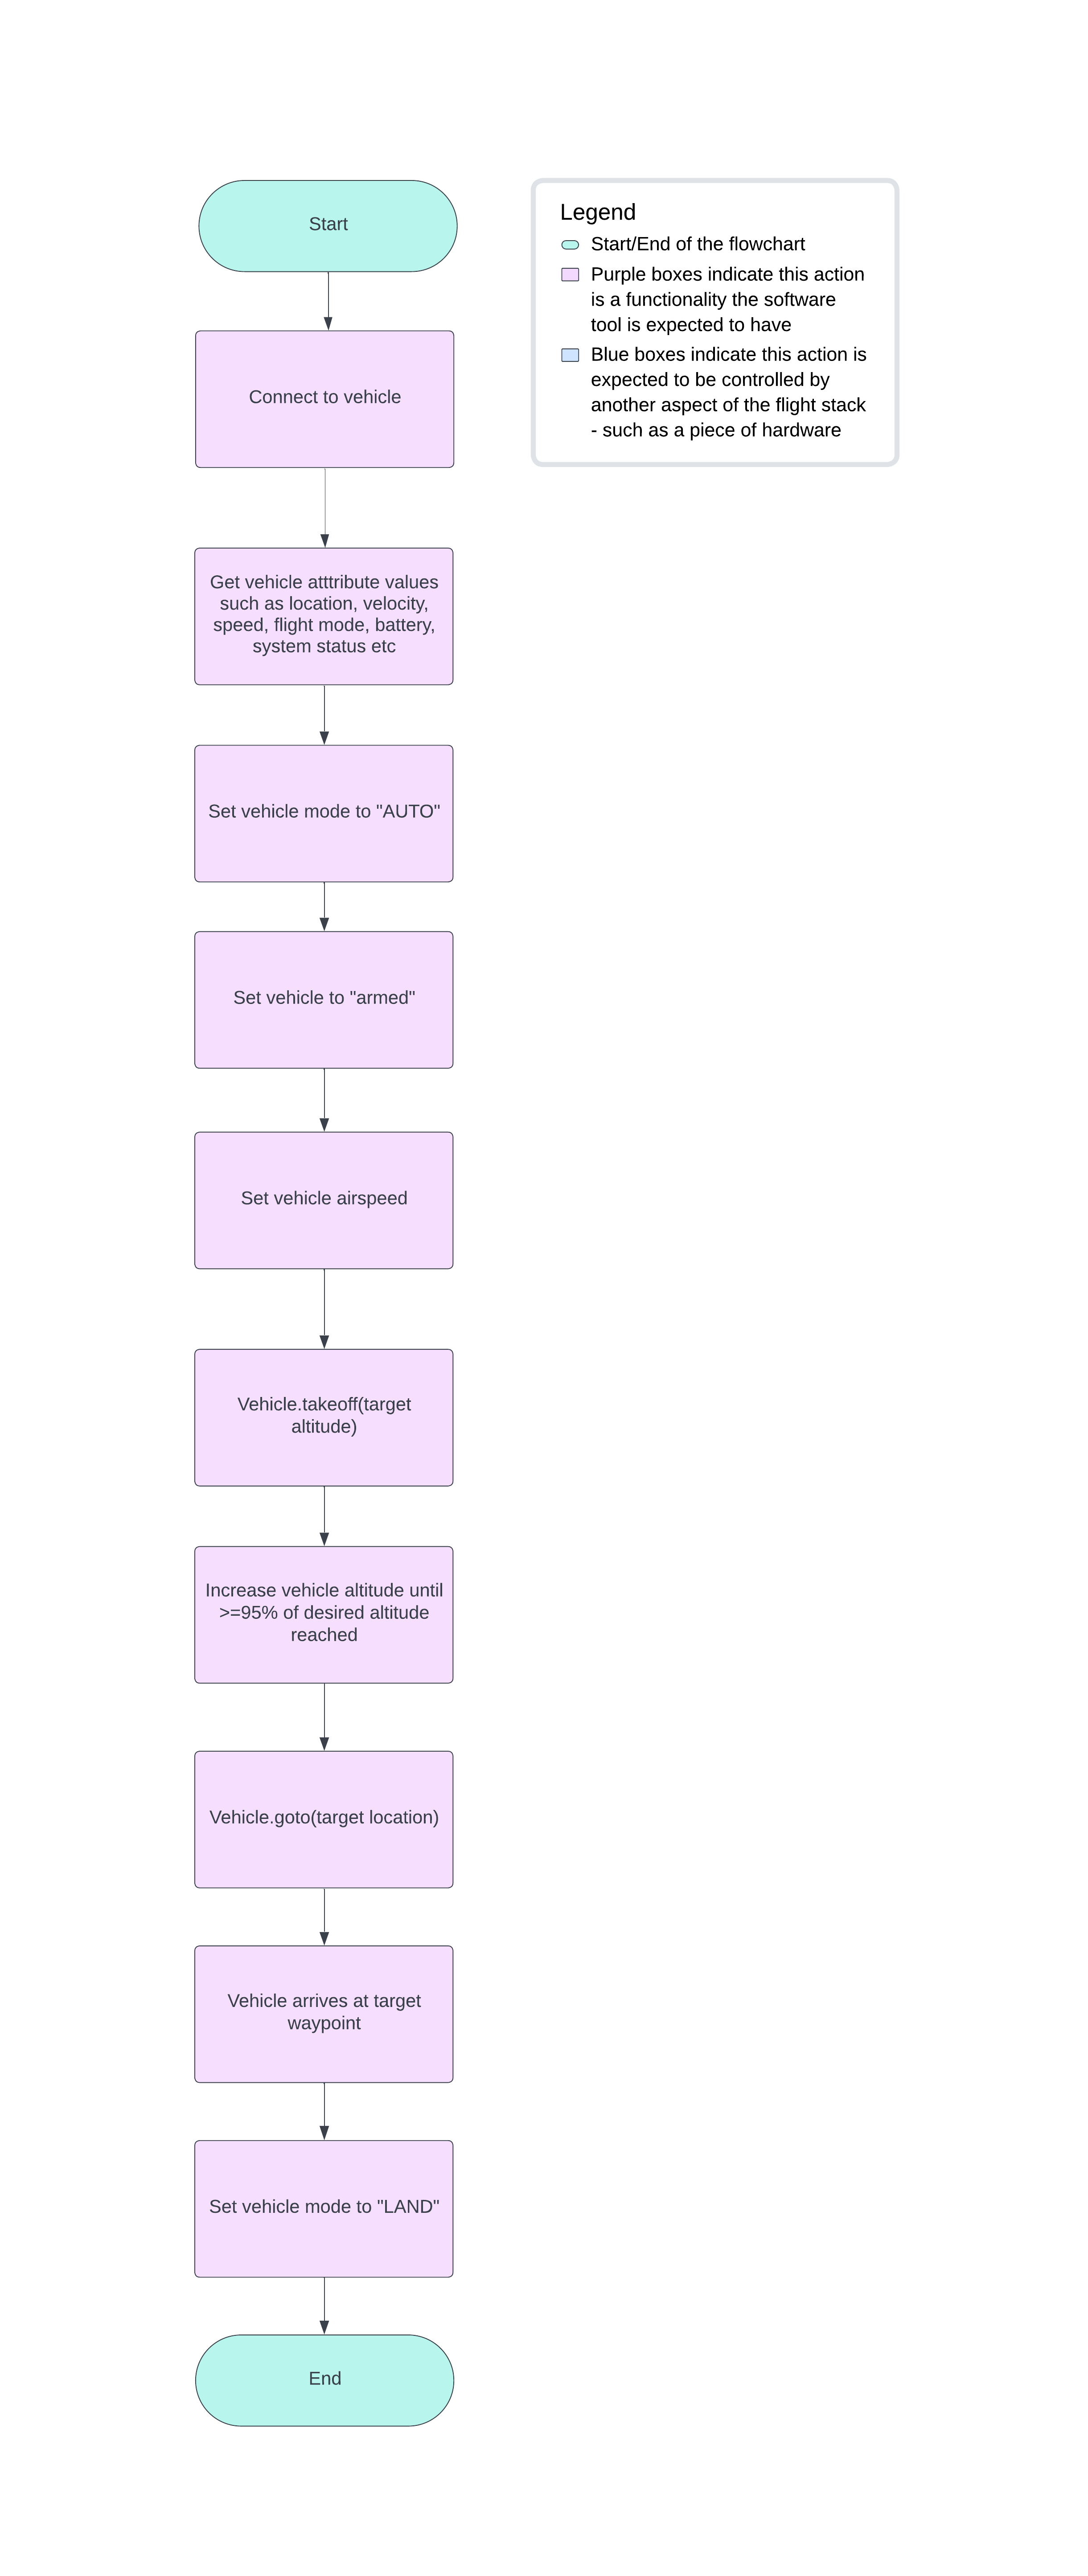 Start
Legend
Start/End of the flowchart
Purple boxes indicate this action
is a functionality the software
tool is expected to have
Blue boxes indicate this action is
expected to be controlled by
another aspect of the flight stack
- such as a piece of hardware
Connect to vehicle
Get vehicle atttribute values
such as location, velocity,
speed, flight mode, battery,
system status etc
Set vehicle mode to "AUTO"
Set vehicle to "armed"
Set vehicle airspeed
Vehicle.takeoff(target
altitude)
Increase vehicle altitude until
>=95% of desired altitude
reached
Vehicle.goto(target location)
Vehicle arrives at target
waypoint
Set vehicle mode to "LAND"
End